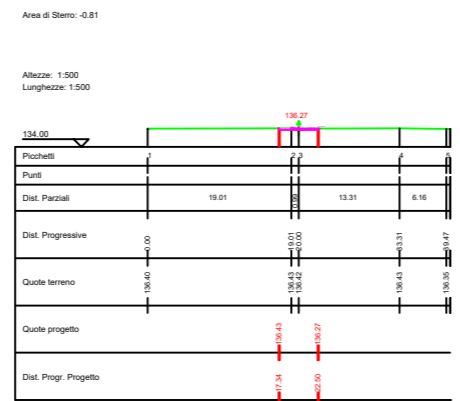 Area di Sterro: -0.81
Altezze: 1:500
Lunghezze: 1:500
136.27
134.00
Picchetti 1 2 3 4 5
Punti
Dist. Parziali 19.01 0.99 13.31 6.16
Dist. Progressive 0.00 19.01 20.00 33.31 39.47
Quote terreno 136.40 136.43 136.42 136.43 136.35
Quote progetto 136.43 136.27
Dist. Progr. Progetto 17.34 22.50